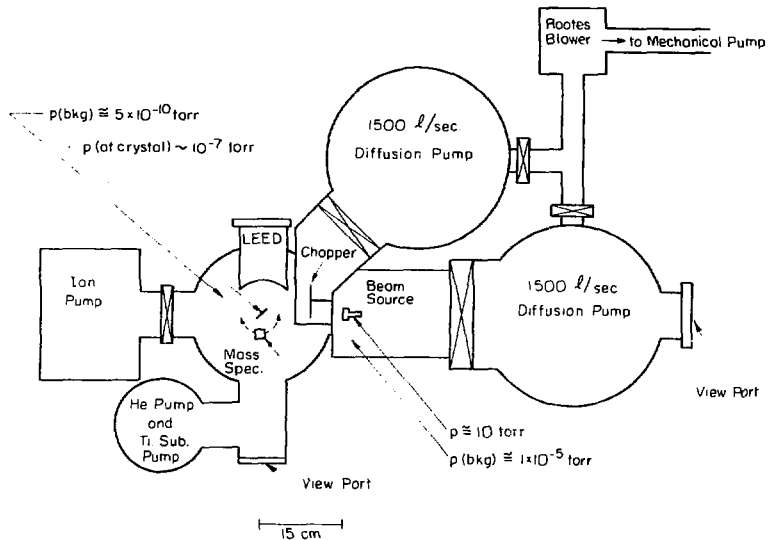 Rootes
Blower
to Mechanical Pump
p(bkg) ≅ 5 x 10⁻¹⁰ torr
p (at crystal) ~ 10⁻⁷ torr
1500 ℓ/sec
Diffusion Pump
LEED
Chopper
Ion
Pump
Beam
Source
1500 ℓ/sec
Diffusion Pump
Mass
Spec.
View Port
He Pump
and
Ti. Sub.
Pump
p ≅ 10 torr
p (bkg) ≅ 1x10⁻⁵ torr
View Port
15 cm